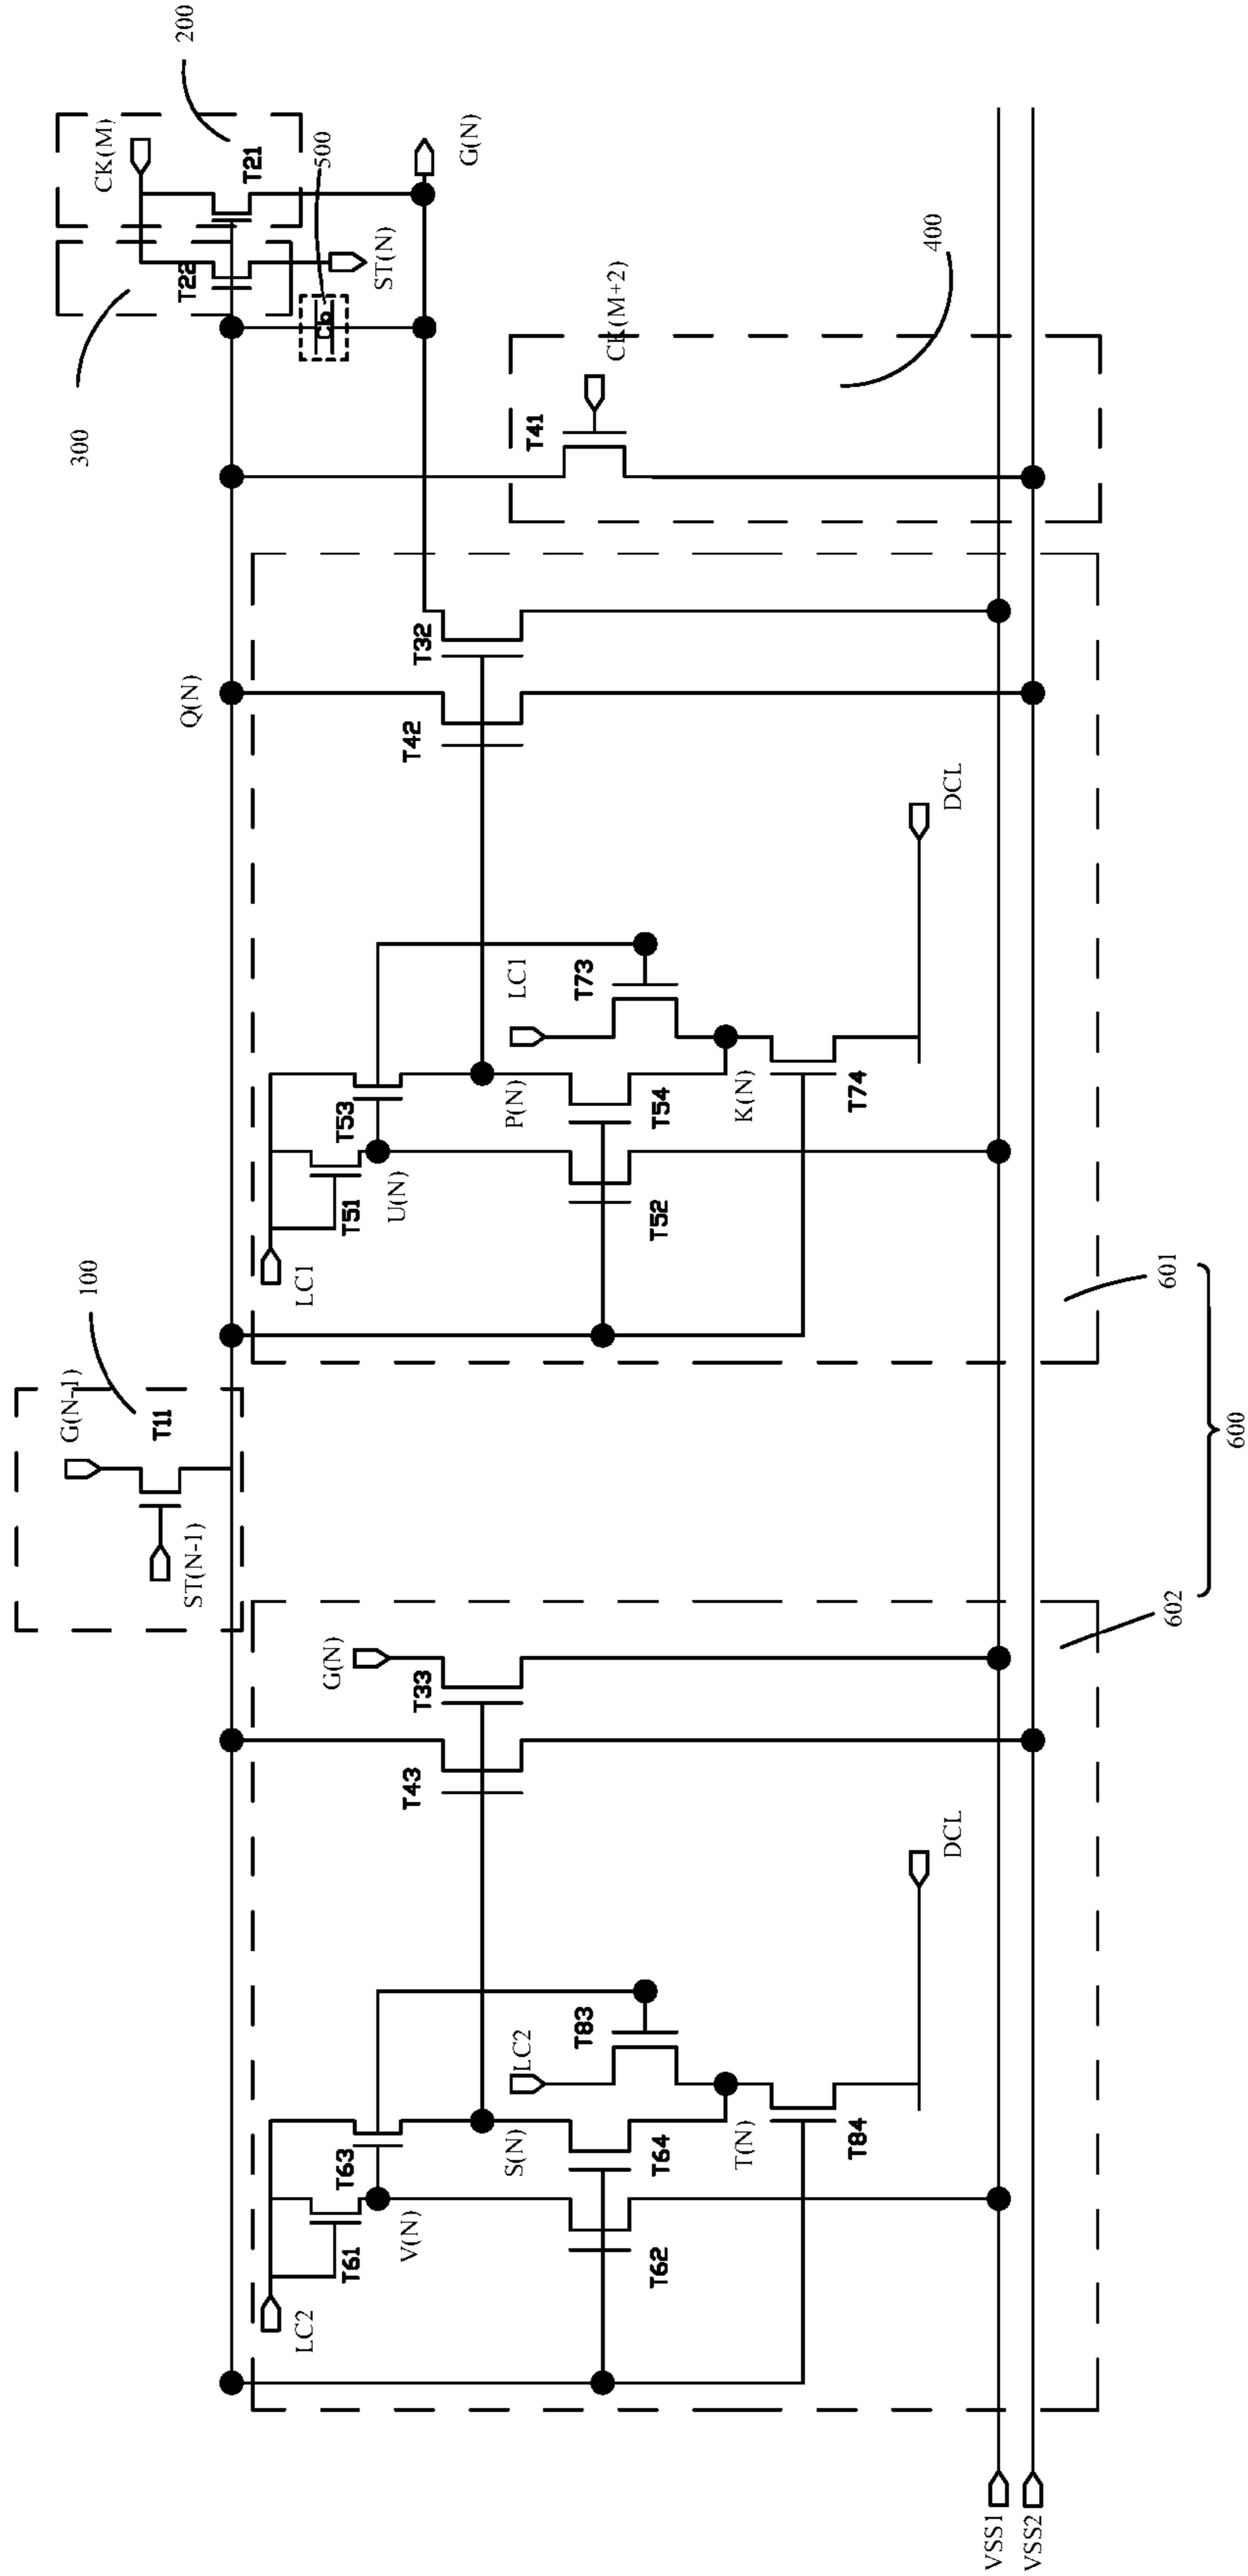 200
CK(M)
T21
300
T22
ST(N)
500
Cb
G(N)
400
T41
CK(M+2)
Q(N)
T42
T32
LC1
T51
T53
U(N)
P(N)
LC1
T73
T52
T54
K(N)
T74
DCL
601
100
G(N-1)
T11
ST(N-1)
600
602
G(N)
T43
T33
LC2
T61
T63
V(N)
S(N)
LC2
T83
T62
T64
T(N)
T84
DCL
VSS1
VSS2